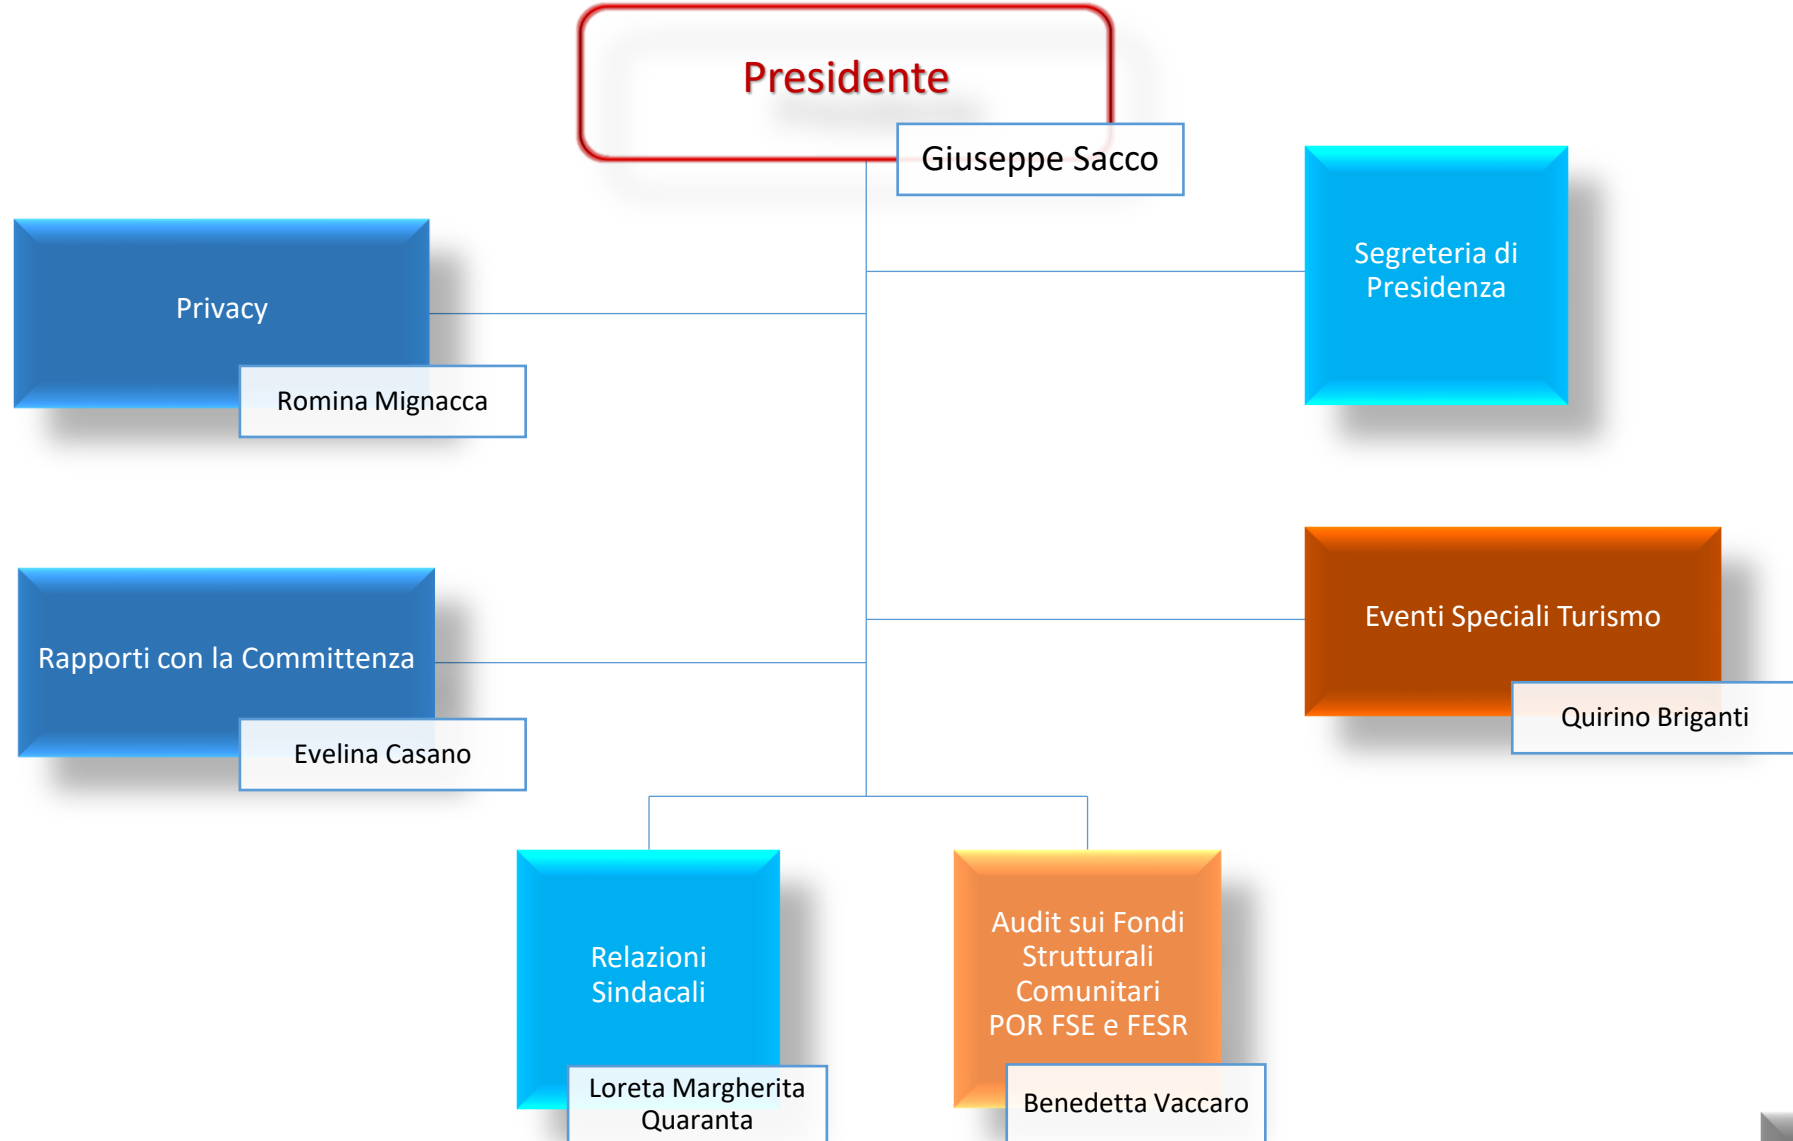 Presidente
Giuseppe Sacco
Segreteria di
Presidenza
Privacy
Romina Mignacca
Eventi Speciali Turismo
Quirino Briganti
Rapporti con la Committenza
Evelina Casano
Relazioni
Sindacali
Loreta Margherita
Quaranta
Audit sui Fondi
Strutturali
Comunitari
POR FSE e FESR
Benedetta Vaccaro